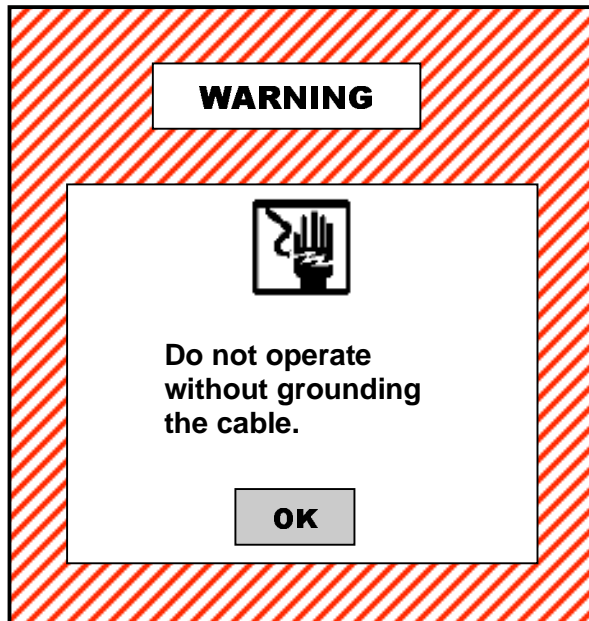 WARNING
Do not operate
without grounding
the cable.
OK